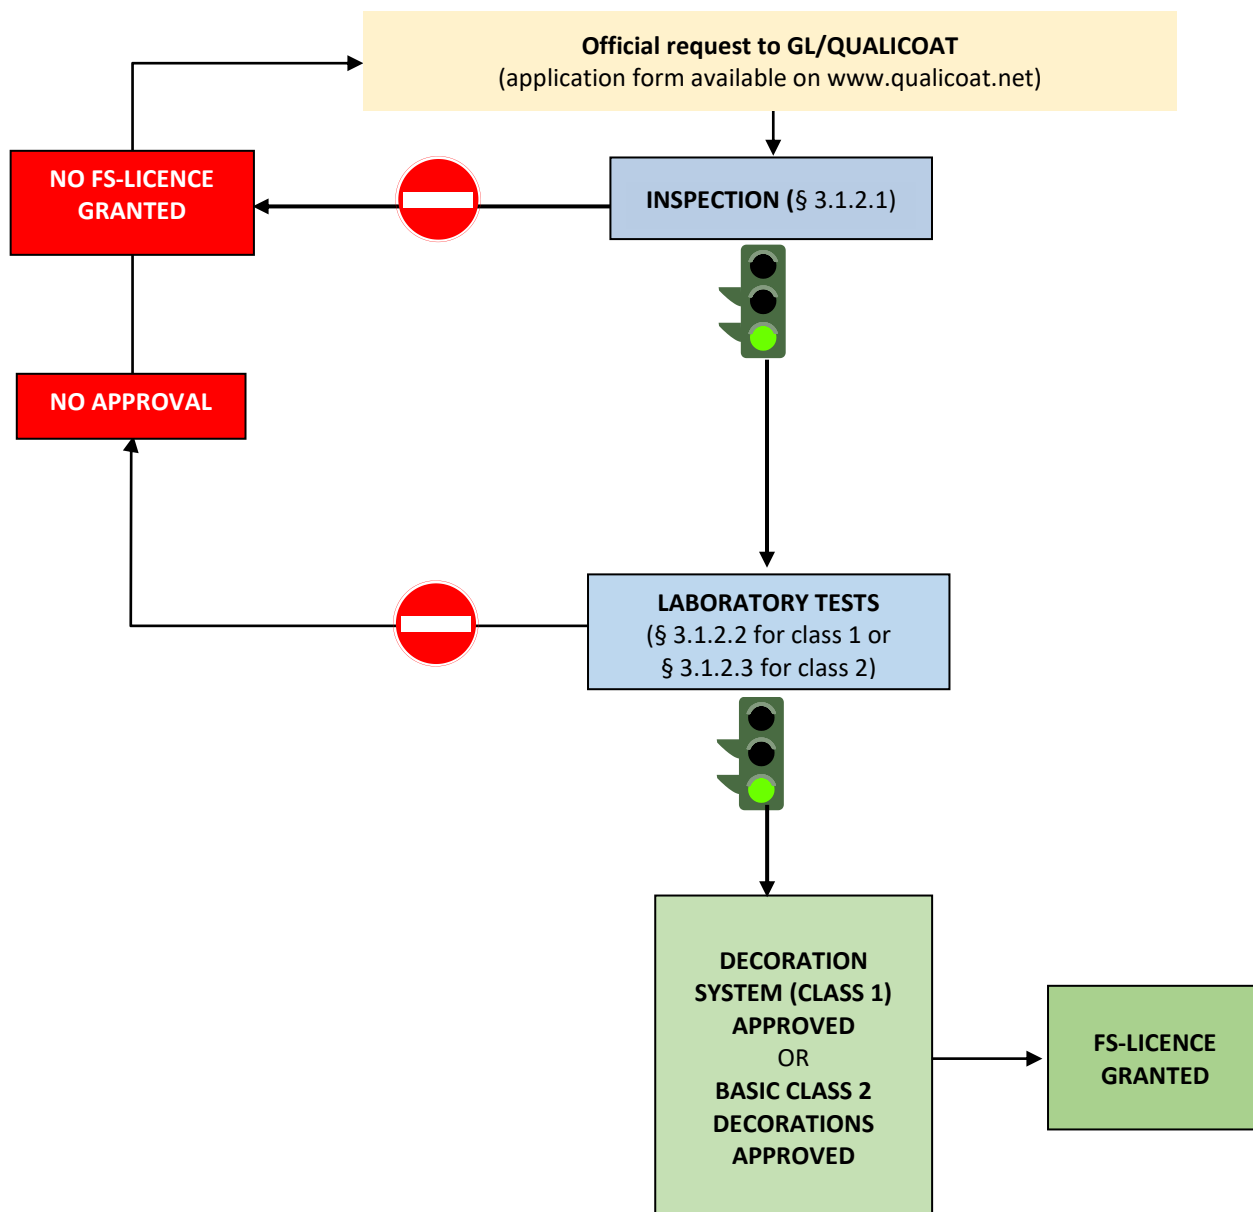 Official request to GL/QUALICOAT
(application form available on www.qualicoat.net)
NO FS-LICENCE
GRANTED
INSPECTION (§ 3.1.2.1)
NO APPROVAL
LABORATORY TESTS
(§ 3.1.2.2 for class 1 or
§ 3.1.2.3 for class 2)
DECORATION
SYSTEM (CLASS 1)
APPROVED
OR
BASIC CLASS 2
DECORATIONS
APPROVED
FS-LICENCE
GRANTED